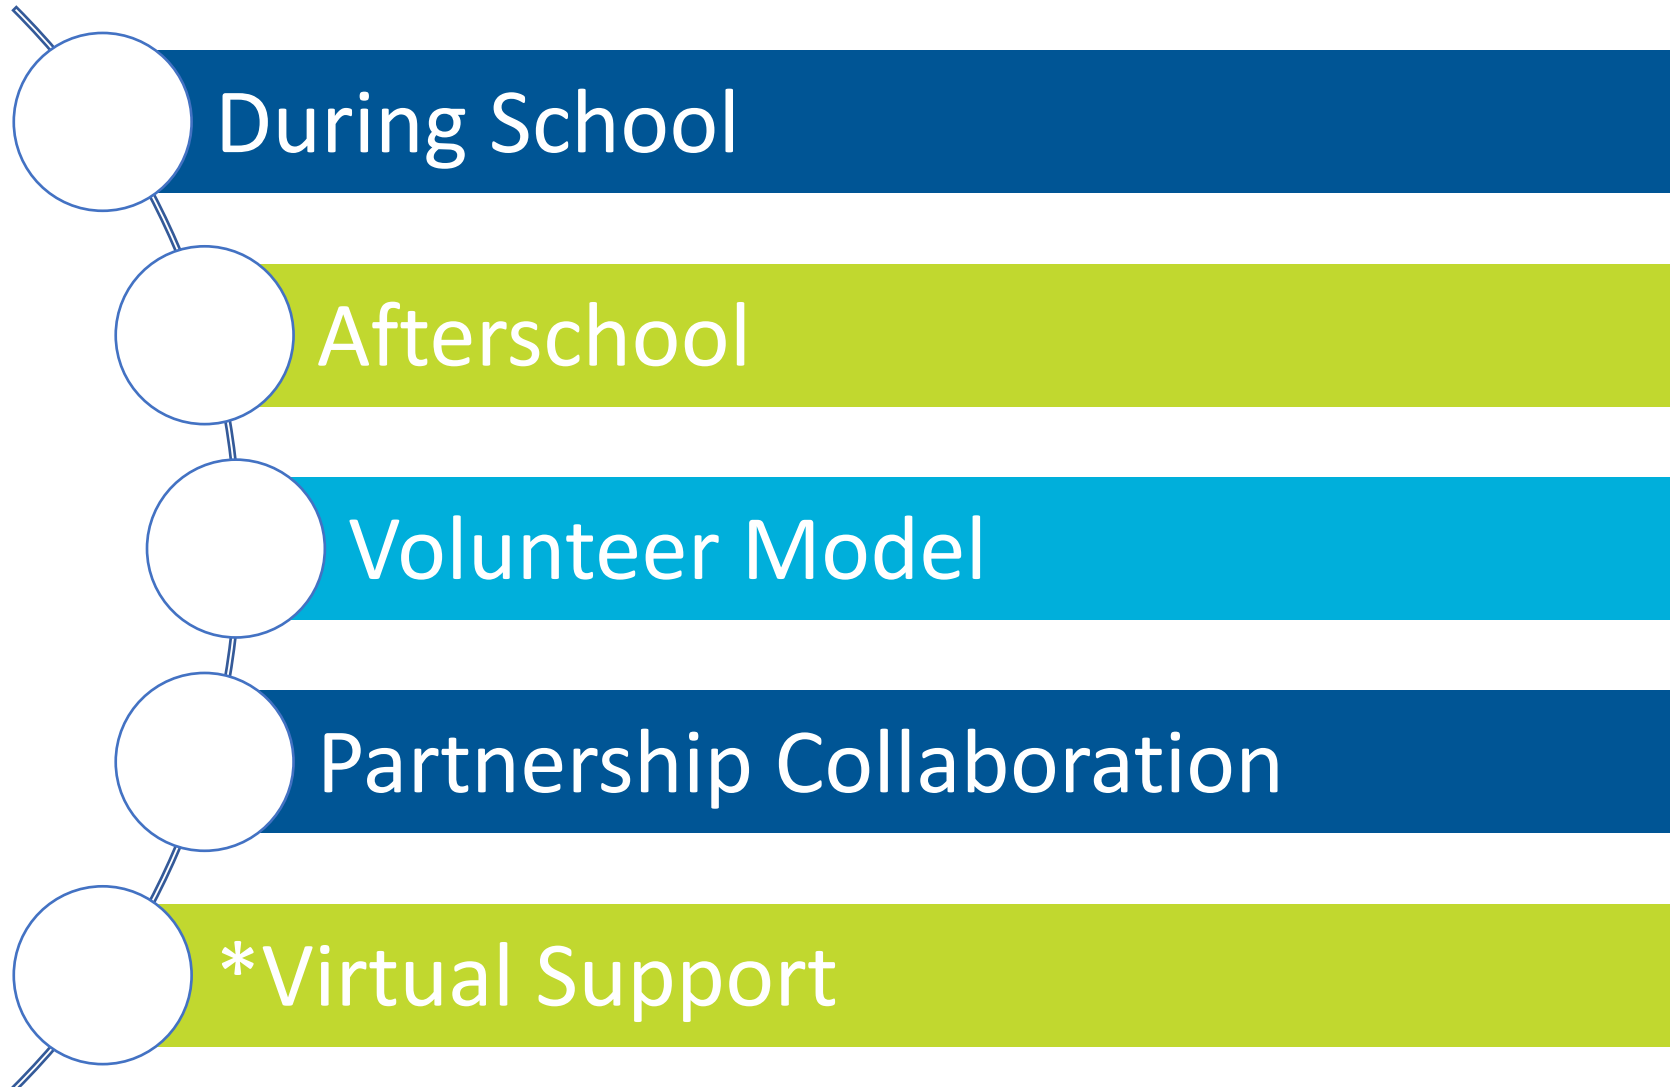 During School
Afterschool
Volunteer Model
Partnership Collaboration
*Virtual Support